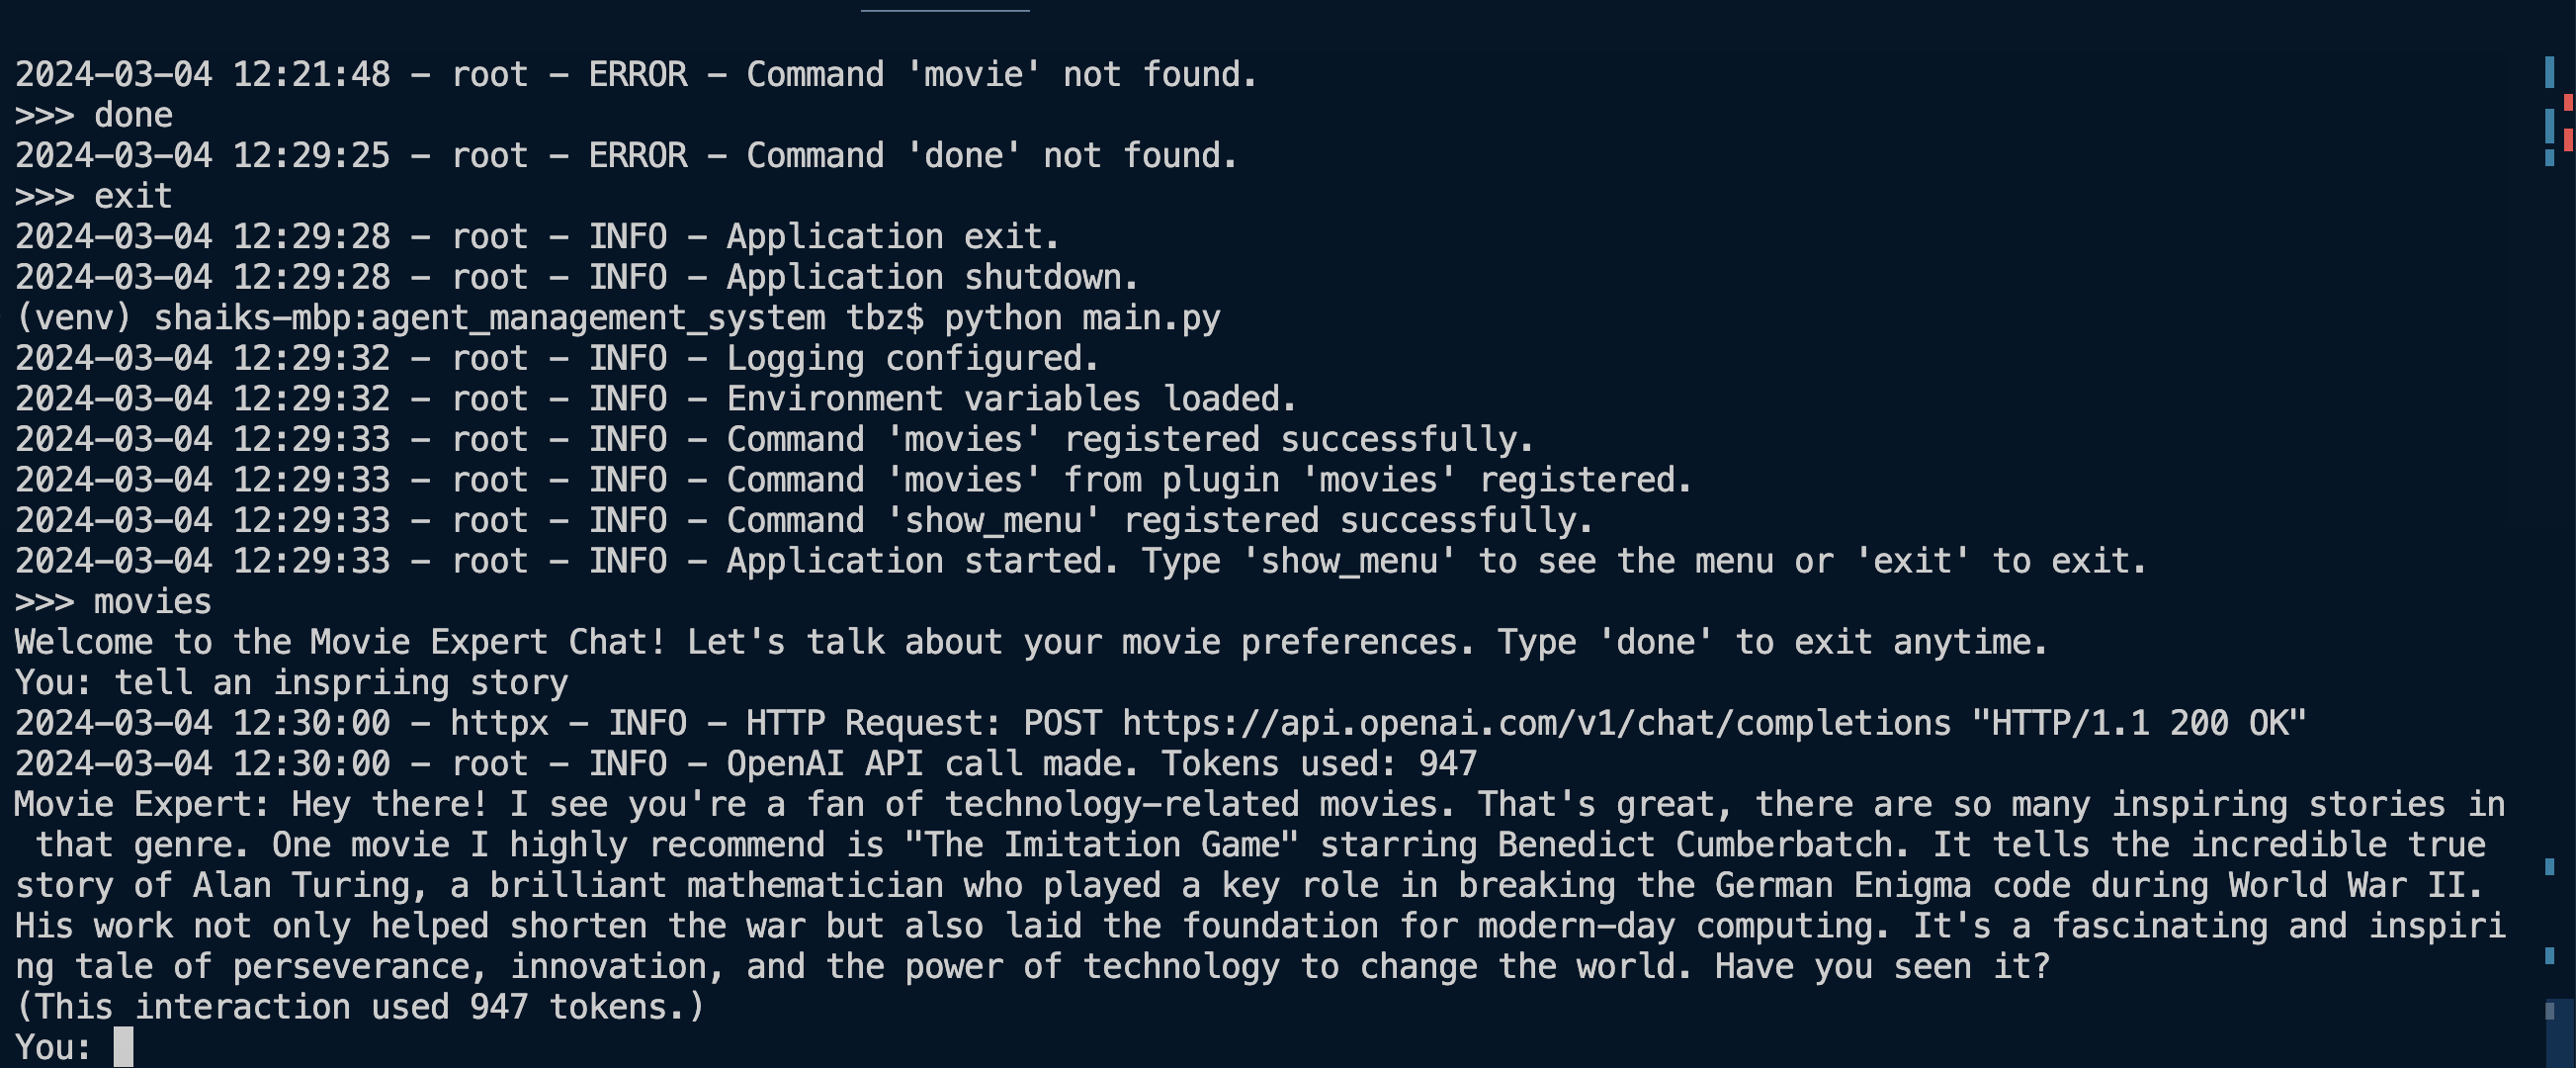 2024-03-04 12:21:48 - root - ERROR - Command 'movie' not found.
>>> done
2024-03-04 12:29:25 - root - ERROR - Command 'done' not found.
>>> exit
2024-03-04 12:29:28 - root - INFO - Application exit.
2024-03-04 12:29:28 - root - INFO - Application shutdown.
(venv) shaiks-mbp:agent_management_system tbz$ python main.py
2024-03-04 12:29:32 - root - INFO - Logging configured.
2024-03-04 12:29:32 - root - INFO - Environment variables loaded.
2024-03-04 12:29:33 - root - INFO - Command 'movies' registered successfully.
2024-03-04 12:29:33 - root - INFO - Command 'movies' from plugin 'movies' registered.
2024-03-04 12:29:33 - root - INFO - Command 'show_menu' registered successfully.
2024-03-04 12:29:33 - root - INFO - Application started. Type 'show_menu' to see the menu or 'exit' to exit.
>>> movies
Welcome to the Movie Expert Chat! Let's talk about your movie preferences. Type 'done' to exit anytime.
You: tell an inspriing story
2024-03-04 12:30:00 - httpx - INFO - HTTP Request: POST https://api.openai.com/v1/chat/completions "HTTP/1.1 200 OK"
2024-03-04 12:30:00 - root - INFO - OpenAI API call made. Tokens used: 947
Movie Expert: Hey there! I see you're a fan of technology-related movies. That's great, there are so many inspiring stories in
 that genre. One movie I highly recommend is "The Imitation Game" starring Benedict Cumberbatch. It tells the incredible true
story of Alan Turing, a brilliant mathematician who played a key role in breaking the German Enigma code during World War II.
His work not only helped shorten the war but also laid the foundation for modern-day computing. It's a fascinating and inspiri
ng tale of perseverance, innovation, and the power of technology to change the world. Have you seen it?
(This interaction used 947 tokens.)
You: